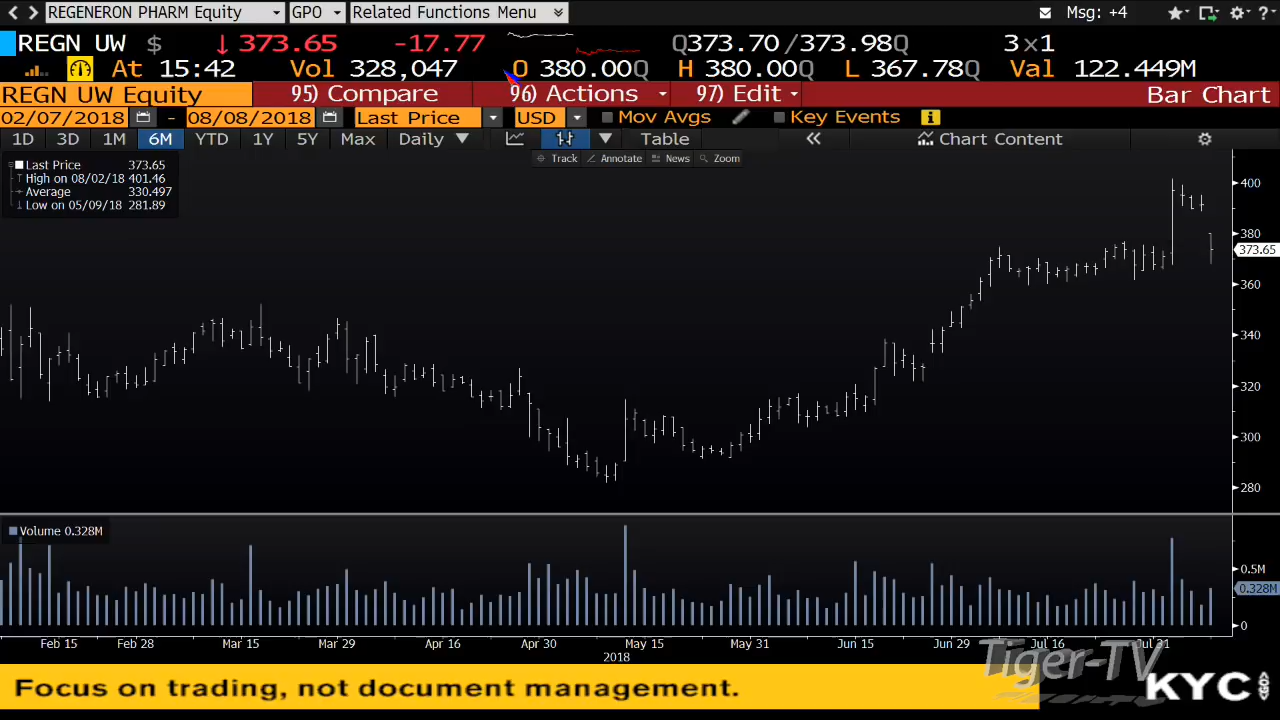 REGENERON PHARM Equity GPO Related Functions Menu Msg: +4
REGN UW $ ↓ 373.65 -17.77 Q373.70 /373.98Q 3×1
At 15:42 Vol 328,047 O 380.00Q H 380.00Q L 367.78Q Val 122.449M
REGN UW Equity 95) Compare 96) Actions 97) Edit Bar Chart
02/07/2018 - 08/08/2018 Last Price USD Mov Avgs Key Events
1D 3D 1M 6M YTD 1Y 5Y Max Daily Table « Chart Content
Track Annotate News Zoom
Last Price 373.65
High on 08/02/18 401.46
Average 330.497
Low on 05/09/18 281.89
400
380
373.65
360
340
320
300
280
Volume 0.328M
0.5M
0.328M
0
Feb 15 Feb 28 Mar 15 Mar 29 Apr 16 Apr 30 May 15 May 31 Jun 15 Jun 29 Jul 16 Jul 31
2018
Tiger-TV
Focus on trading, not document management.
KYC